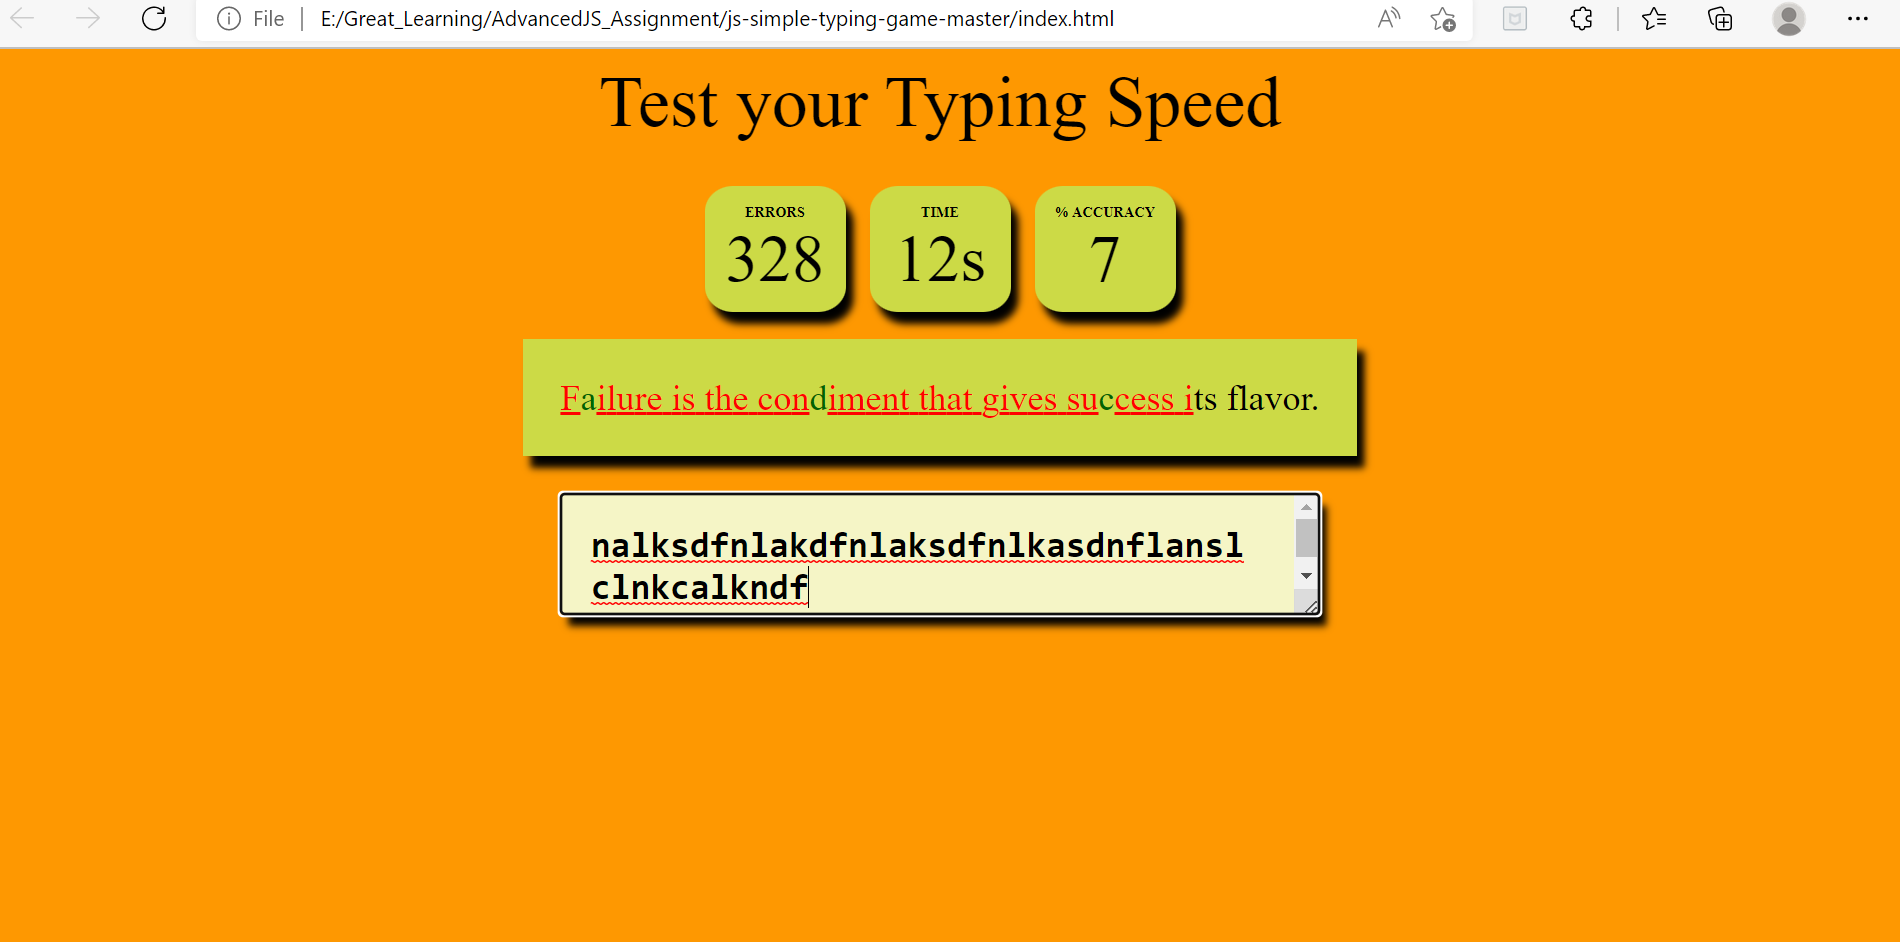 File E:/Great_Learning/AdvancedJS_Assignment/js-simple-typing-game-master/index.html
Test your Typing Speed
ERRORS TIME % ACCURACY
328 12s 7
Failure is the condiment that gives success its flavor.
nalksdfnlakdfnlaksdfnlkasdnflansl
clnkcalkndf